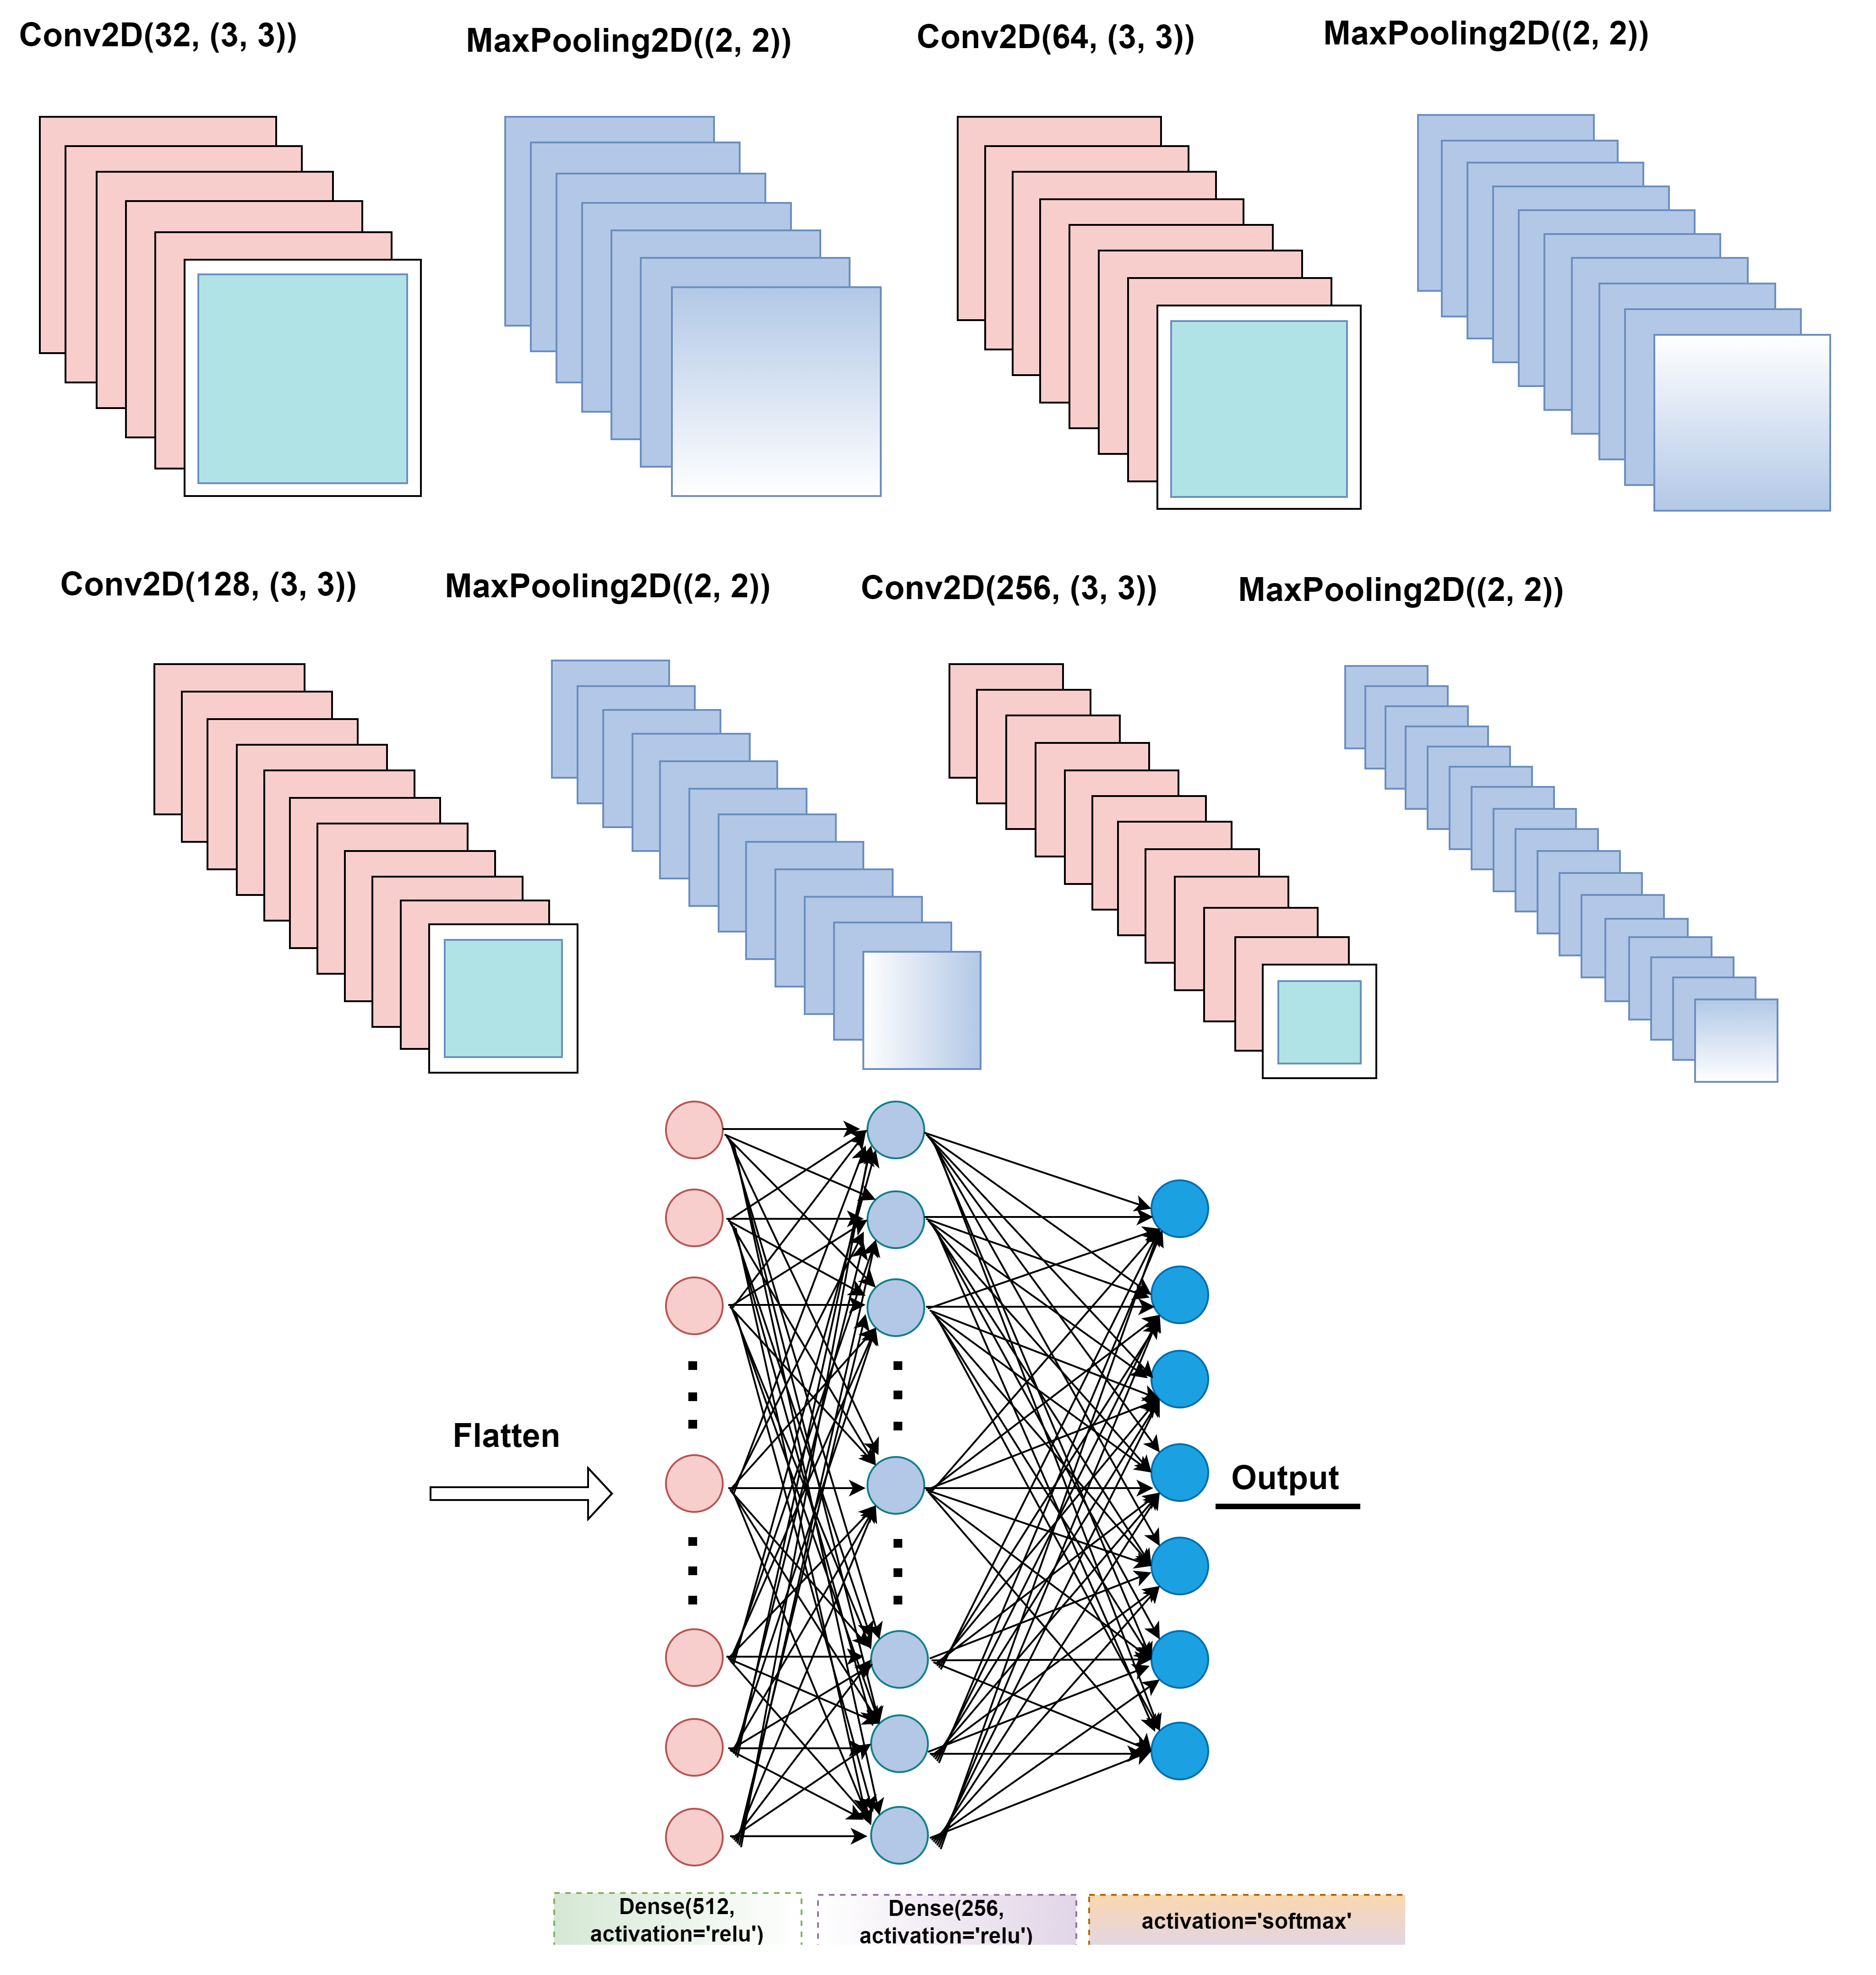 Conv2D(32, (3, 3))
MaxPooling2D((2, 2))
Conv2D(64, (3, 3))
MaxPooling2D((2, 2))
Conv2D(128, (3, 3))
MaxPooling2D((2, 2))
Conv2D(256, (3, 3))
MaxPooling2D((2, 2))
Flatten
Output
Dense(512,
activation='relu')
Dense(256,
activation='relu')
activation='softmax'